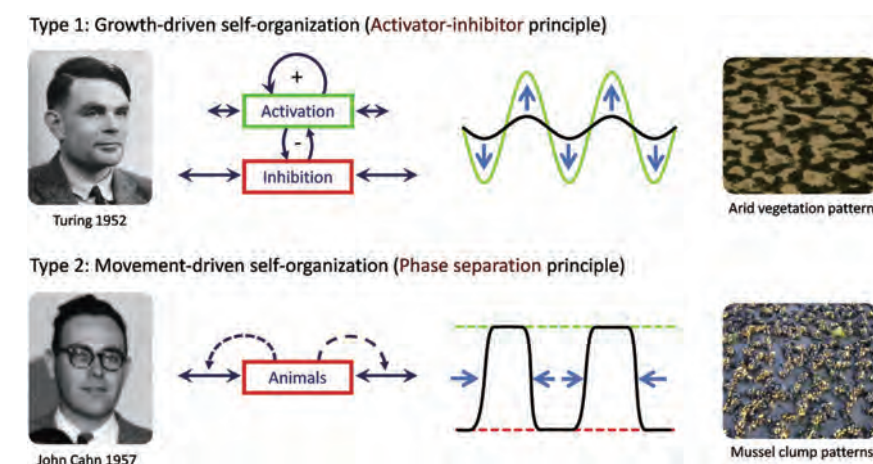 Type 1: Growth-driven self-organization (Activator-inhibitor principle)
+
Activation
-
Inhibition
Turing 1952
Arid vegetation pattern
Type 2: Movement-driven self-organization (Phase separation principle)
Animals
John Cahn 1957
Mussel clump patterns